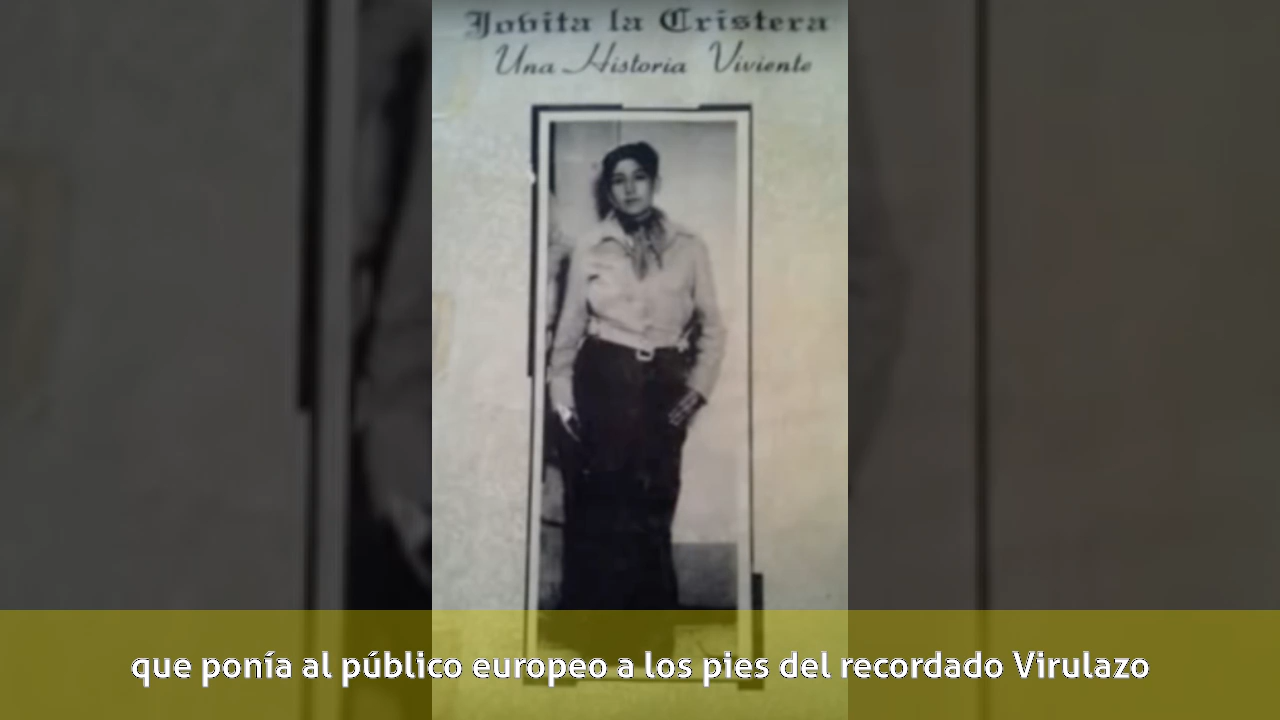 Jovita la Cristera
Una Historia Viviente
que ponía al público europeo a los pies del recordado Virulazo